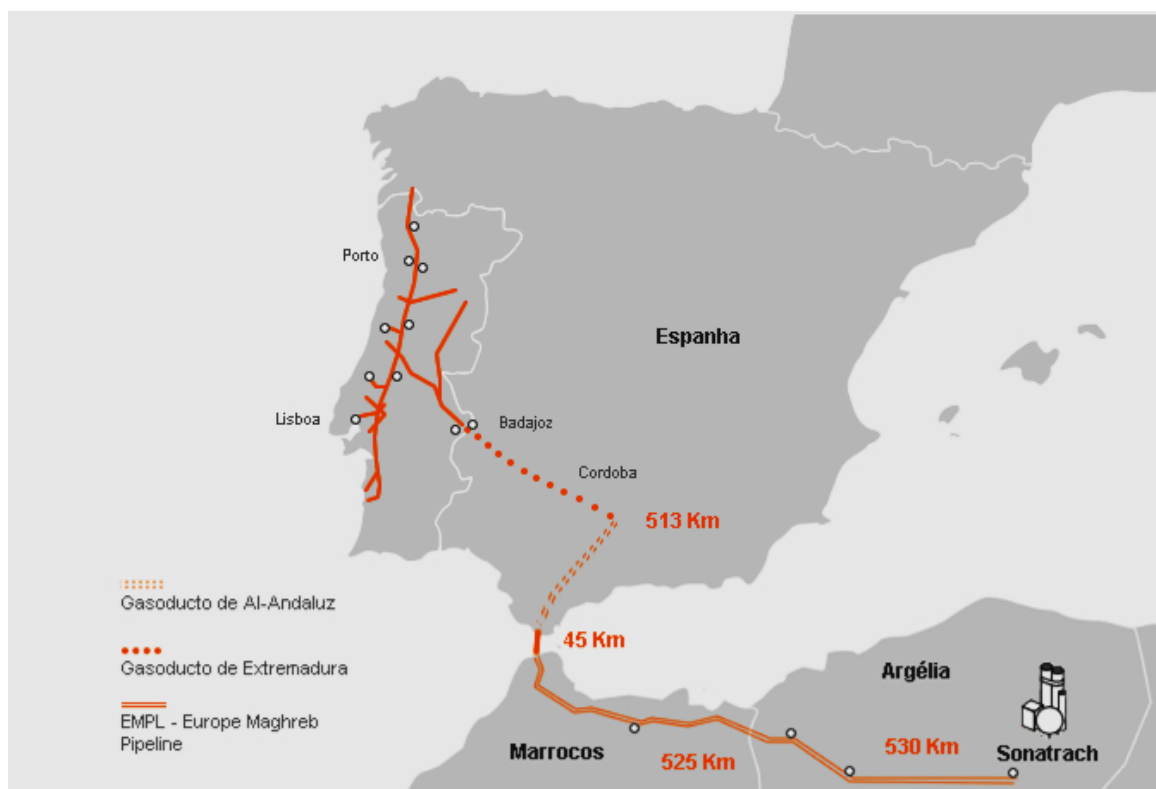 Porto
Espanha
Lisboa
Badajoz
Cordoba
513 Km
Gasoducto de Al-Andaluz
45 Km
Gasoducto de Extremadura
Argélia
EMPL - Europe Maghreb
Pipeline
Marrocos
525 Km
530 Km
Sonatrach